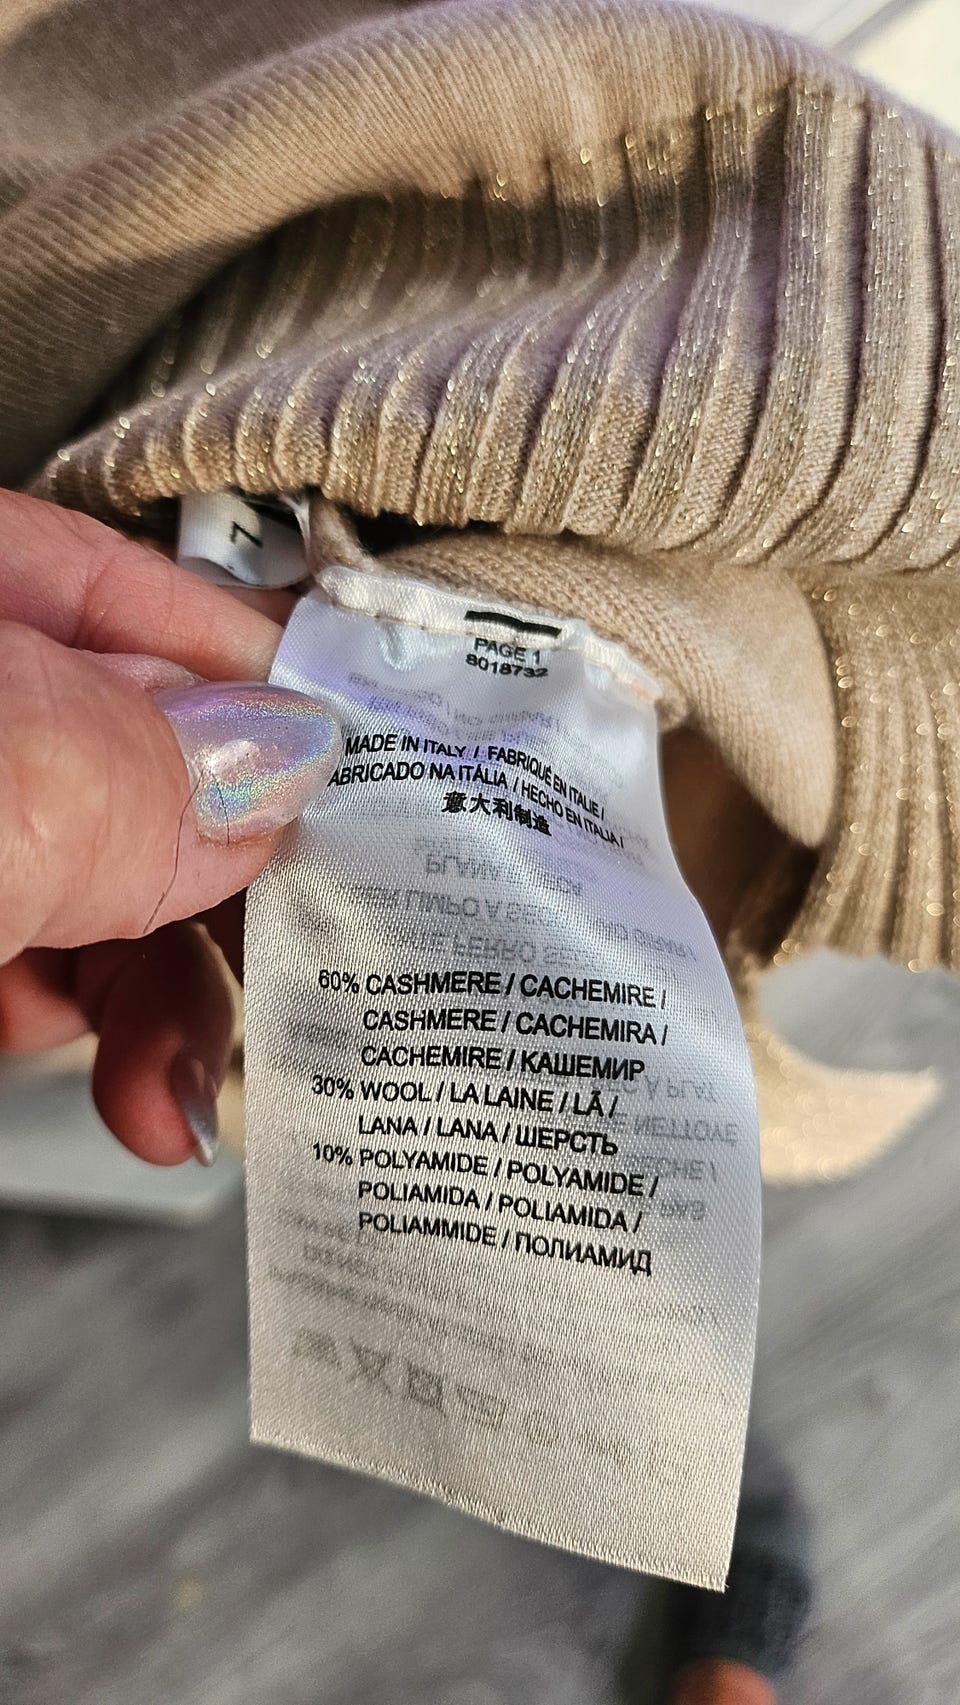 7
PAGE 1
8018732
MADE IN ITALY / FABRIQUÉ EN ITALIE /
ABRICADO NA ITÁLIA / HECHO EN ITALIA /
意大利制造
60% CASHMERE / CACHEMIRE /
CASHMERE / CACHEMIRA /
CACHEMIRE / КАШЕМИР
30% WOOL / LA LAINE / LÃ /
LANA / LANA / ШЕРСТЬ
10% POLYAMIDE / POLYAMIDE /
POLIAMIDA / POLIAMIDA /
POLIAMMIDE / ПОЛИАМИД